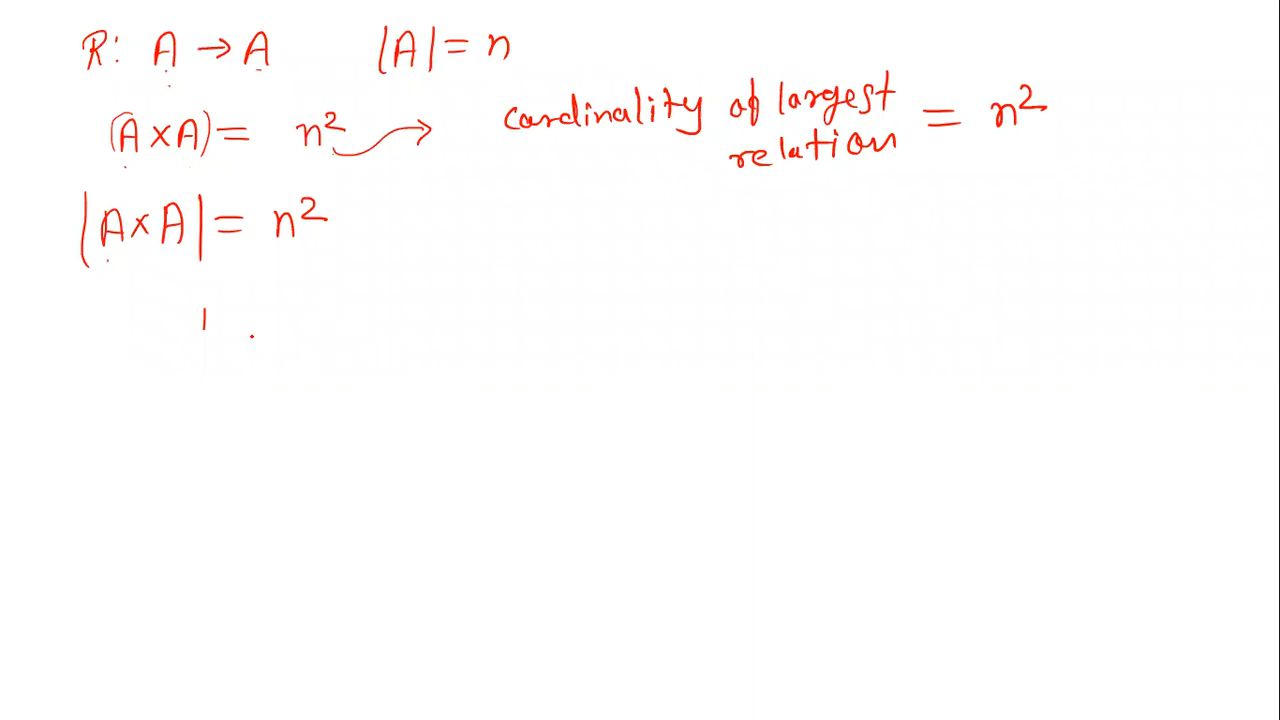 R: A → A |A| = n
(A×A) = n² → cardinality of largest relation = n²
|A×A| = n²